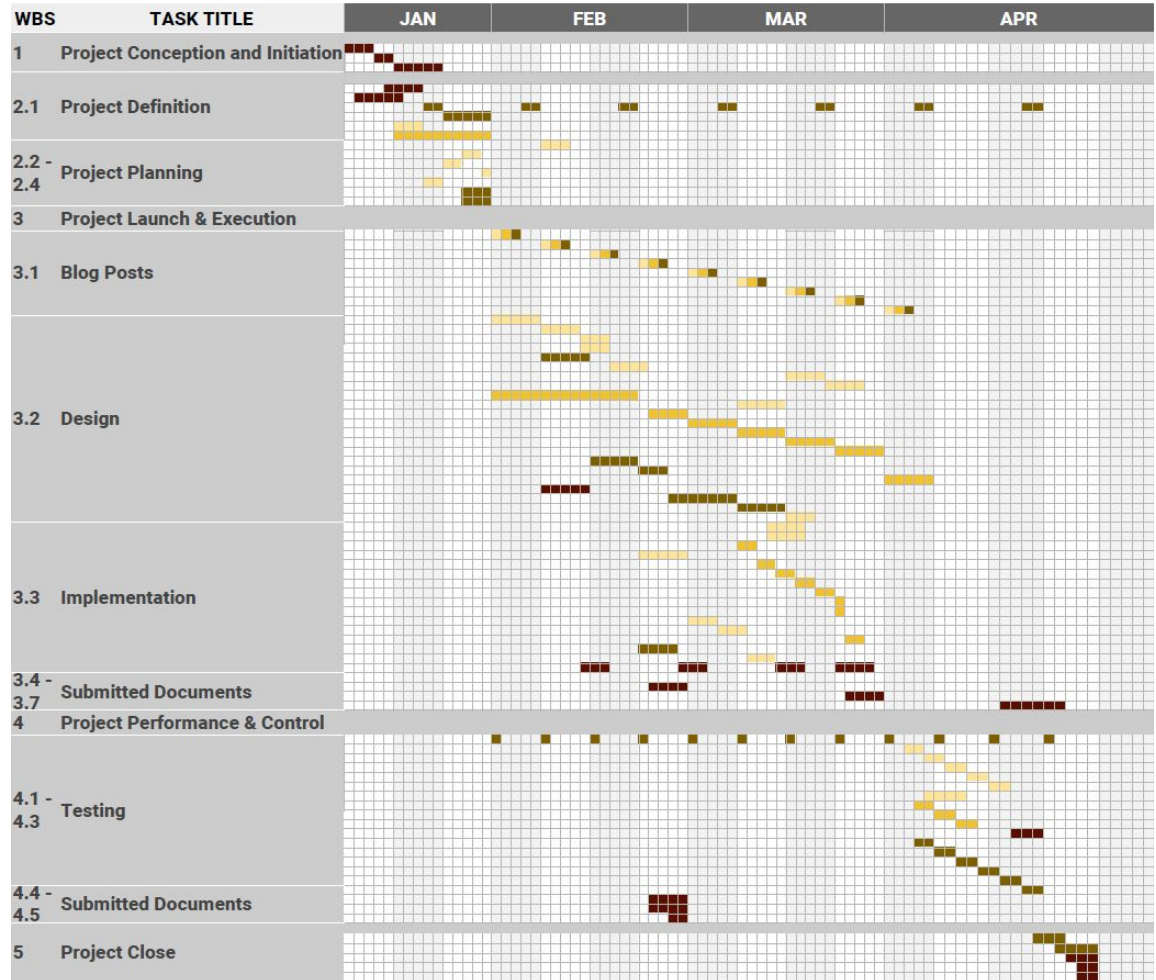 WBS TASK TITLE JAN FEB MAR APR
1 Project Conception and Initiation
2.1 Project Definition
2.2 -
2.4 Project Planning
3 Project Launch & Execution
3.1 Blog Posts
3.2 Design
3.3 Implementation
3.4 -
3.7 Submitted Documents
4 Project Performance & Control
4.1 -
4.3 Testing
4.4 -
4.5 Submitted Documents
5 Project Close